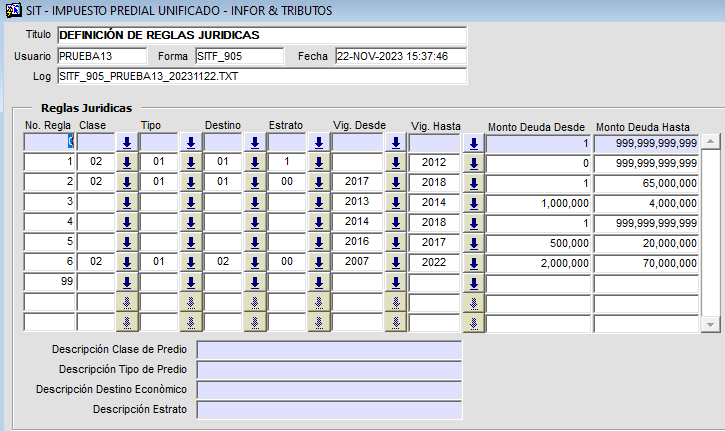 SIT - IMPUESTO PREDIAL UNIFICADO - INFOR & TRIBUTOS
Titulo DEFINICIÓN DE REGLAS JURIDICAS
Usuario PRUEBA13 Forma SITF_905 Fecha 22-NOV-2023 15:37:46
Log SITF_905_PRUEBA13_20231122.TXT
Reglas Juridicas
No. Regla Clase Tipo Destino Estrato Vig. Desde Vig. Hasta Monto Deuda Desde Monto Deuda Hasta
0 1 999,999,999,999
1 02 01 01 1 2012 0 999,999,999,999
2 02 01 01 00 2017 2018 1 65,000,000
3 2013 2014 1,000,000 4,000,000
4 2014 2018 1 999,999,999,999
5 2016 2017 500,000 20,000,000
6 02 01 02 00 2007 2022 2,000,000 70,000,000
99
Descripción Clase de Predio
Descripción Tipo de Predio
Descripción Destino Econòmico
Descripción Estrato